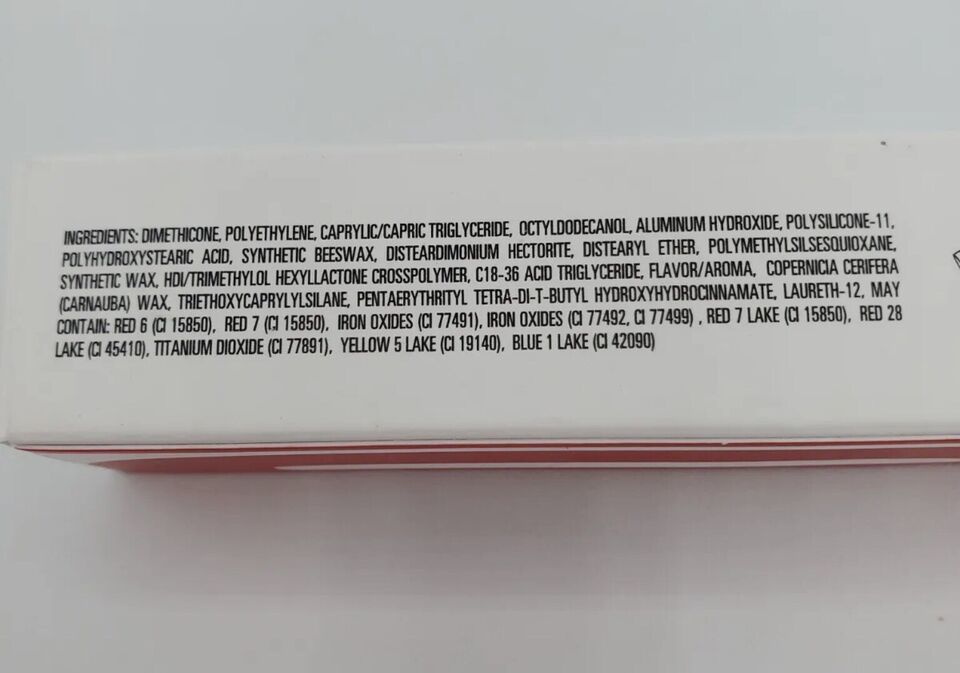 INGREDIENTS: DIMETHICONE, POLYETHYLENE, CAPRYLIC/CAPRIC TRIGLYCERIDE, OCTYLDODECANOL, ALUMINUM HYDROXIDE, POLYSILICONE-11,
POLYHYDROXYSTEARIC ACID, SYNTHETIC BEESWAX, DISTEARDIMONIUM HECTORITE, DISTEARYL ETHER, POLYMETHYLSILSESQUIOXANE,
SYNTHETIC WAX, HDI/TRIMETHYLOL HEXYLLACTONE CROSSPOLYMER, C18-36 ACID TRIGLYCERIDE, FLAVOR/AROMA, COPERNICIA CERIFERA
(CARNAUBA) WAX, TRIETHOXYCAPRYLYLSILANE, PENTAERYTHRITYL TETRA-DI-T-BUTYL HYDROXYHYDROCINNAMATE, LAURETH-12, MAY
CONTAIN: RED 6 (CI 15850), RED 7 (CI 15850), IRON OXIDES (CI 77491), IRON OXIDES (CI 77492, CI 77499) , RED 7 LAKE (CI 15850), RED 28
LAKE (CI 45410), TITANIUM DIOXIDE (CI 77891), YELLOW 5 LAKE (CI 19140), BLUE 1 LAKE (CI 42090)